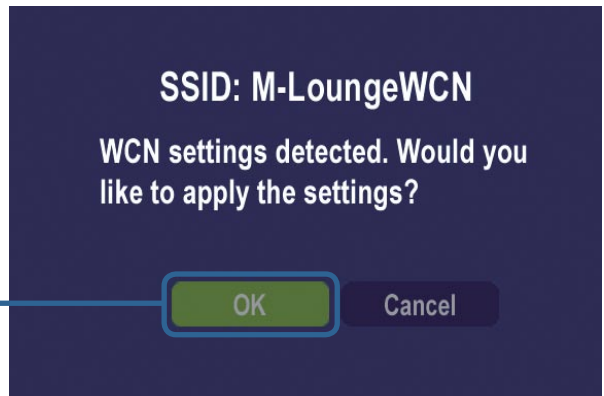 SSID: M-LoungeWCN
WCN settings detected. Would you
like to apply the settings?
OK
Cancel